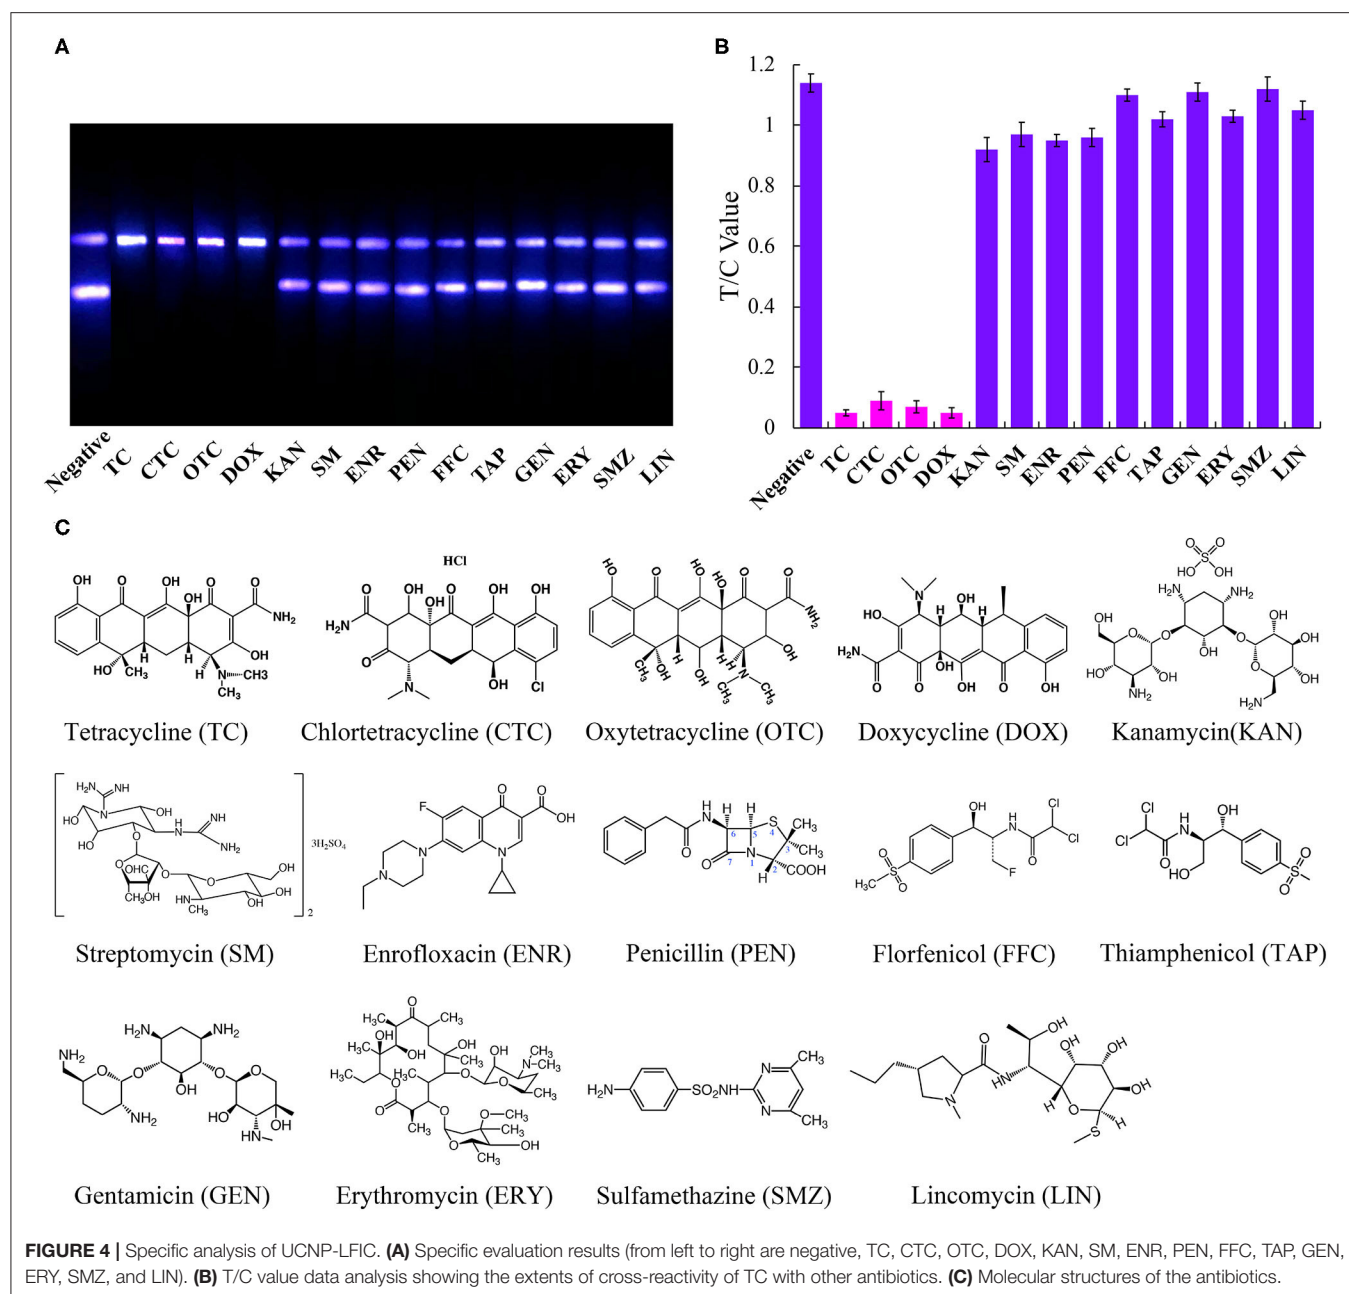 A
Negative
TC
CTC
OTC
DOX
KAN
SM
ENR
PEN
FFC
TAP
GEN
ERY
SMZ
LIN
B
T/C Value
1.2
1
0.8
0.6
0.4
0.2
0
Negative
TC
CTC
OTC
DOX
KAN
SM
ENR
PEN
FFC
TAP
GEN
ERY
SMZ
LIN
C
HCl
Tetracycline (TC)
Chlortetracycline (CTC)
Oxytetracycline (OTC)
Doxycycline (DOX)
Kanamycin(KAN)
3H₂SO₄
2
Streptomycin (SM)
Enrofloxacin (ENR)
Penicillin (PEN)
Florfenicol (FFC)
Thiamphenicol (TAP)
Gentamicin (GEN)
Erythromycin (ERY)
Sulfamethazine (SMZ)
Lincomycin (LIN)
FIGURE 4 | Specific analysis of UCNP-LFIC. (A) Specific evaluation results (from left to right are negative, TC, CTC, OTC, DOX, KAN, SM, ENR, PEN, FFC, TAP, GEN,
ERY, SMZ, and LIN). (B) T/C value data analysis showing the extents of cross-reactivity of TC with other antibiotics. (C) Molecular structures of the antibiotics.